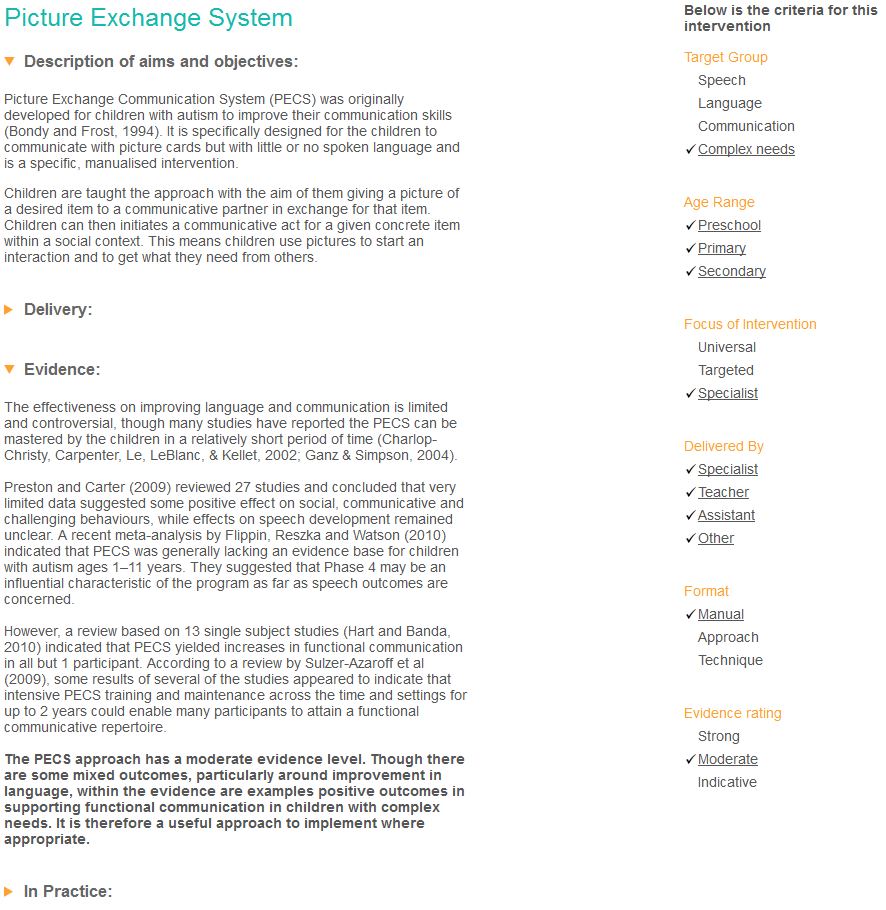 Picture Exchange System
Description of aims and objectives:
Picture Exchange Communication System (PECS) was originally
developed for children with autism to improve their communication skills
(Bondy and Frost, 1994). It is specifically designed for the children to
communicate with picture cards but with little or no spoken language and
is a specific, manualised intervention.
Children are taught the approach with the aim of them giving a picture of
a desired item to a communicative partner in exchange for that item.
Children can then initiates a communicative act for a given concrete item
within a social context. This means children use pictures to start an
interaction and to get what they need from others.
Delivery:
Evidence:
The effectiveness on improving language and communication is limited
and controversial, though many studies have reported the PECS can be
mastered by the children in a relatively short period of time (Charlop-
Christy, Carpenter, Le, LeBlanc, & Kellet, 2002; Ganz & Simpson, 2004).
Preston and Carter (2009) reviewed 27 studies and concluded that very
limited data suggested some positive effect on social, communicative and
challenging behaviours, while effects on speech development remained
unclear. A recent meta-analysis by Flippin, Reszka and Watson (2010)
indicated that PECS was generally lacking an evidence base for children
with autism ages 1–11 years. They suggested that Phase 4 may be an
influential characteristic of the program as far as speech outcomes are
concerned.
However, a review based on 13 single subject studies (Hart and Banda,
2010) indicated that PECS yielded increases in functional communication
in all but 1 participant. According to a review by Sulzer-Azaroff et al
(2009), some results of several of the studies appeared to indicate that
intensive PECS training and maintenance across the time and settings for
up to 2 years could enable many participants to attain a functional
communicative repertoire.
The PECS approach has a moderate evidence level. Though there
are some mixed outcomes, particularly around improvement in
language, within the evidence are examples positive outcomes in
supporting functional communication in children with complex
needs. It is therefore a useful approach to implement where
appropriate.
In Practice:
Below is the criteria for this
intervention
Target Group
Speech
Language
Communication
✓Complex needs
Age Range
✓Preschool
✓Primary
✓Secondary
Focus of Intervention
Universal
Targeted
✓Specialist
Delivered By
✓Specialist
✓Teacher
✓Assistant
✓Other
Format
✓Manual
Approach
Technique
Evidence rating
Strong
✓Moderate
Indicative